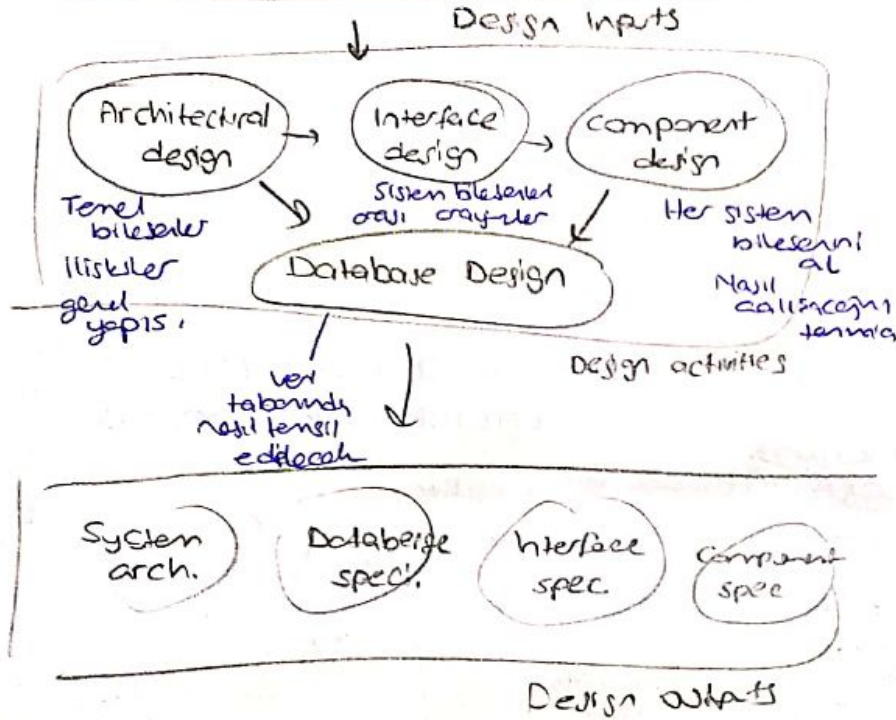 Design Inputs
Architectural
design
Interface
design
component
design
Temel
bileşenler
ilişkiler
genel
yapısı.
Sistem bileşenleri
arası arayüzler
Her sistem
bileşenini
al
Nasıl
çalışacağını
tanımla
Database Design
Design activities
veri
tabanında
nasıl temsil
edilecek
System
arch.
Database
spec.
Interface
spec.
Component
spec
Design outputs